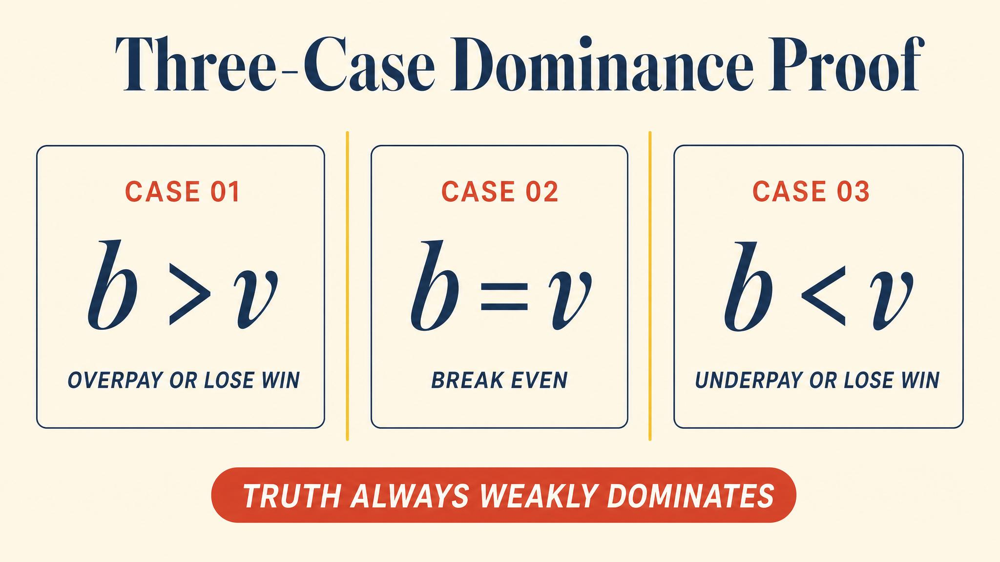 Three-Case Dominance Proof
CASE 01
b > v
OVERPAY OR LOSE WIN
CASE 02
b = v
BREAK EVEN
CASE 03
b < v
UNDERPAY OR LOSE WIN
TRUTH ALWAYS WEAKLY DOMINATES